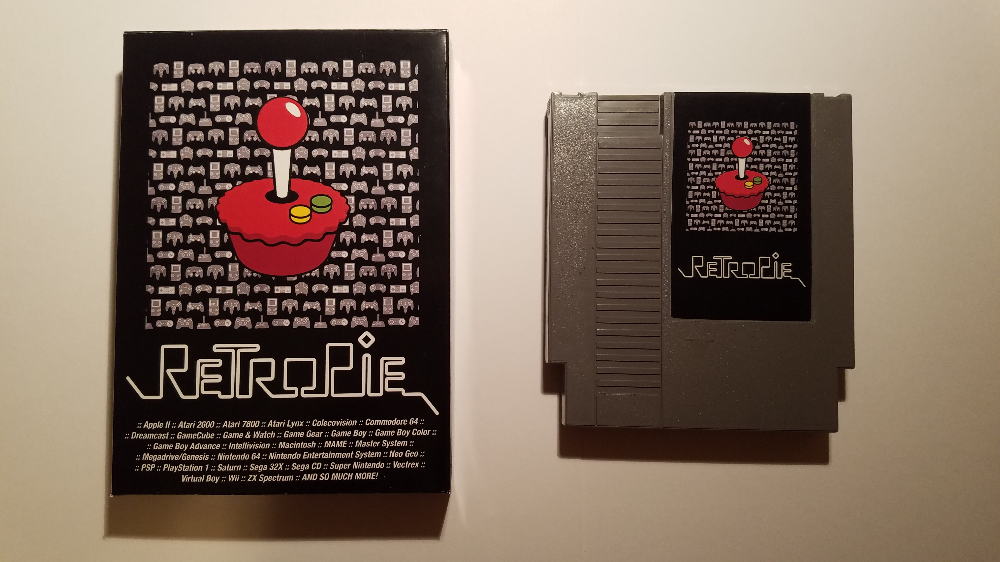 RETROPIE
:: Apple II :: Atari 2600 :: Atari 7800 :: Atari Lynx :: Colecovision :: Commodore 64 ::
:: Dreamcast :: GameCube :: Game & Watch :: Game Gear :: Game Boy :: Game Boy Color ::
:: Game Boy Advance :: Intellivision :: Macintosh :: MAME :: Master System ::
:: Megadrive/Genesis :: Nintendo 64 :: Nintendo Entertainment System :: Neo Geo ::
:: PSP :: PlayStation 1 :: Saturn :: Sega 32X :: Sega CD :: Super Nintendo :: Vectrex ::
Virtual Boy :: Wii :: ZX Spectrum :: AND SO MUCH MORE!
RETROPIE